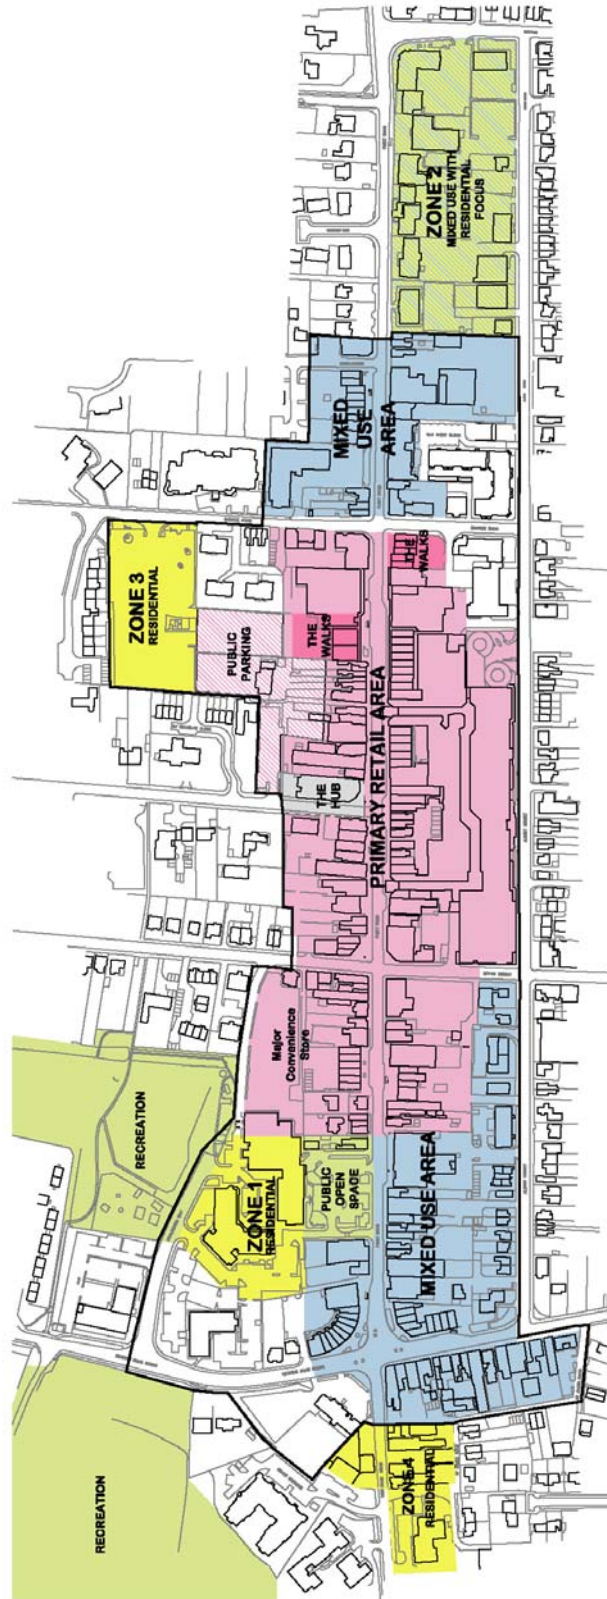 ZONE 2
MIXED USE WITH
RESIDENTIAL
FOCUS
MIXED
USE
AREA
ZONE 3
RESIDENTIAL
PUBLIC
PARKING
THE
WALKS
THE
WALKS
THE
HUB
PRIMARY RETAIL AREA
Major
Convenience
Store
RECREATION
ZONE 1
RESIDENTIAL
PUBLIC
OPEN
SPACE
MIXED USE AREA
ZONE 4
RESIDENTIAL
RECREATION